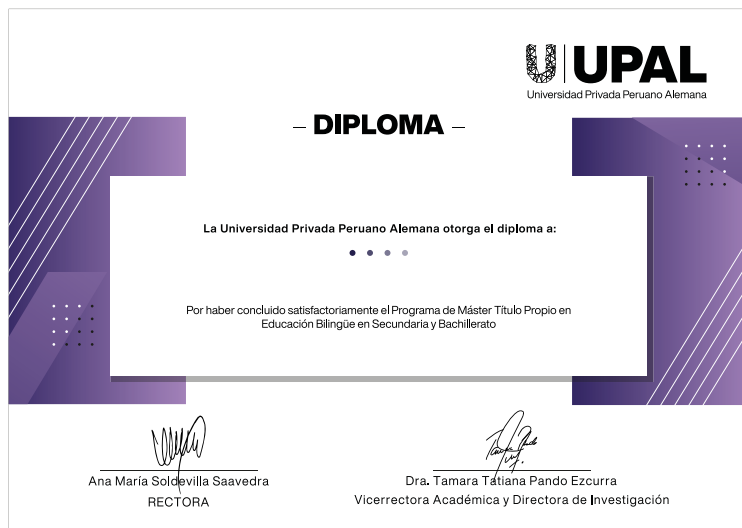 UPAL
Universidad Privada Peruano Alemana
– DIPLOMA –
La Universidad Privada Peruano Alemana otorga el diploma a:
Por haber concluido satisfactoriamente el Programa de Máster Título Propio en
Educación Bilingüe en Secundaria y Bachillerato
Ana María Soldevilla Saavedra
RECTORA
Dra. Tamara Tatiana Pando Ezcurra
Vicerrectora Académica y Directora de Investigación